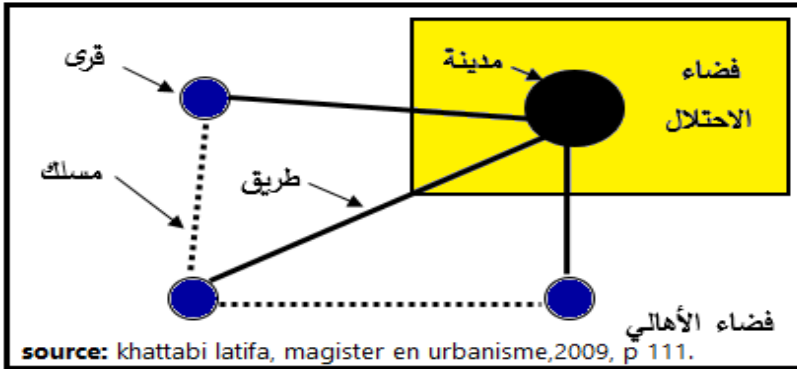 قرى
مدينة
فضاء
الاحتلال
مسلك
طريق
فضاء الأهالي
source: khattabi latifa, magister en urbanisme,2009, p 111.